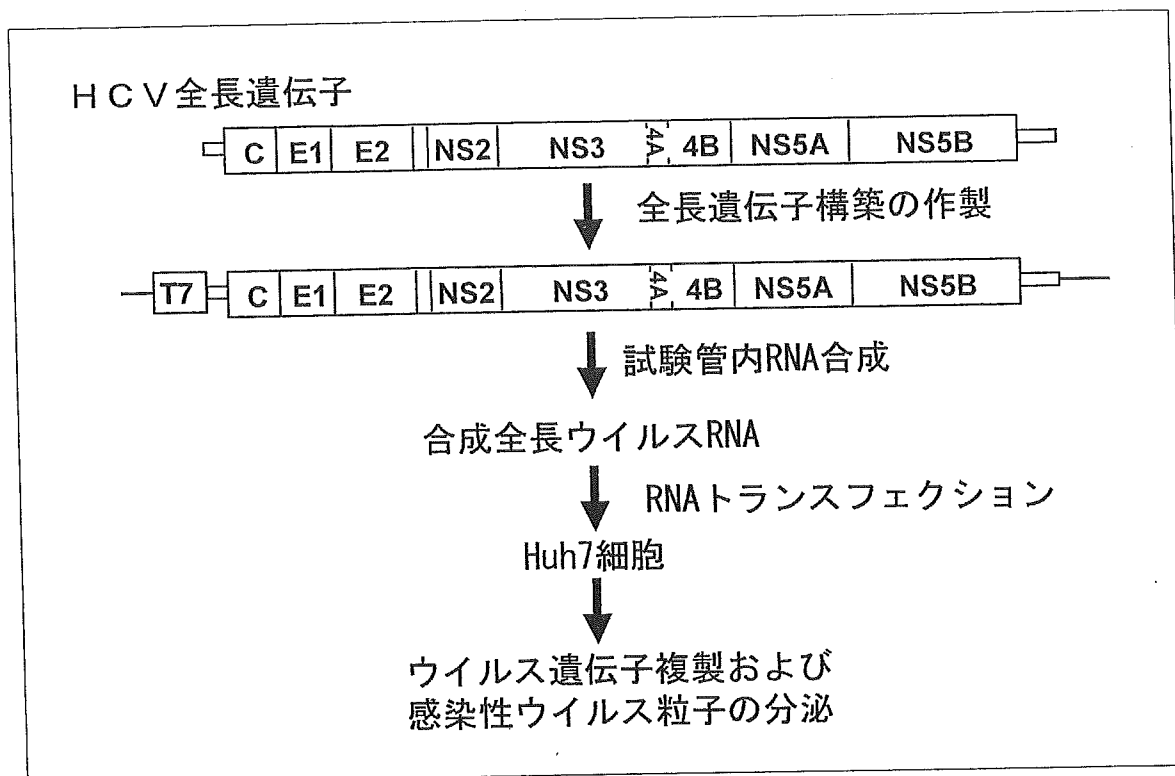 HCV全長遺伝子
C E1 E2 NS2 NS3 4A 4B NS5A NS5B
全長遺伝子構築の作製
T7 C E1 E2 NS2 NS3 4A 4B NS5A NS5B
試験管内RNA合成
合成全長ウイルスRNA
RNAトランスフェクション
Huh7細胞
ウイルス遺伝子複製および
感染性ウイルス粒子の分泌